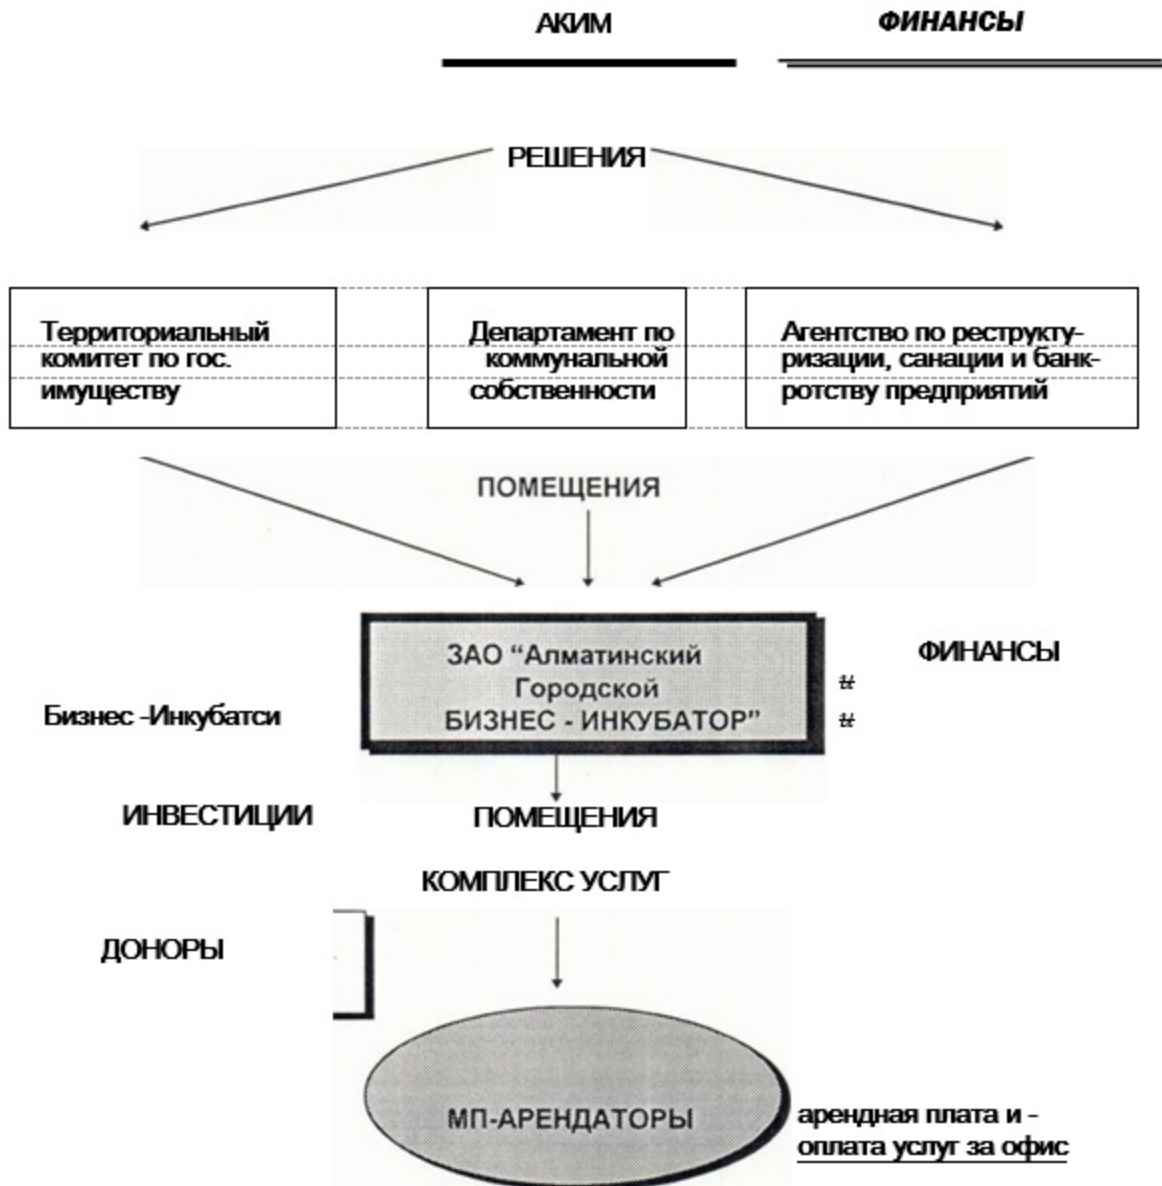 АКИМ
ФИНАНСЫ
РЕШЕНИЯ
Территориальный
комитет по гос.
имуществу
Департамент по
коммунальной
собственности
Агентство по реструкту-
ризации, санации и банк-
ротству предприятий
ПОМЕЩЕНИЯ
ЗАО “Алматинский
Городской
БИЗНЕС - ИНКУБАТОР”
ФИНАНСЫ
#
#
Бизнес -Инкубатси
ИНВЕСТИЦИИ
ПОМЕЩЕНИЯ
КОМПЛЕКС УСЛУГ
ДОНОРЫ
МП-АРЕНДАТОРЫ
арендная плата и -
оплата услуг за офис